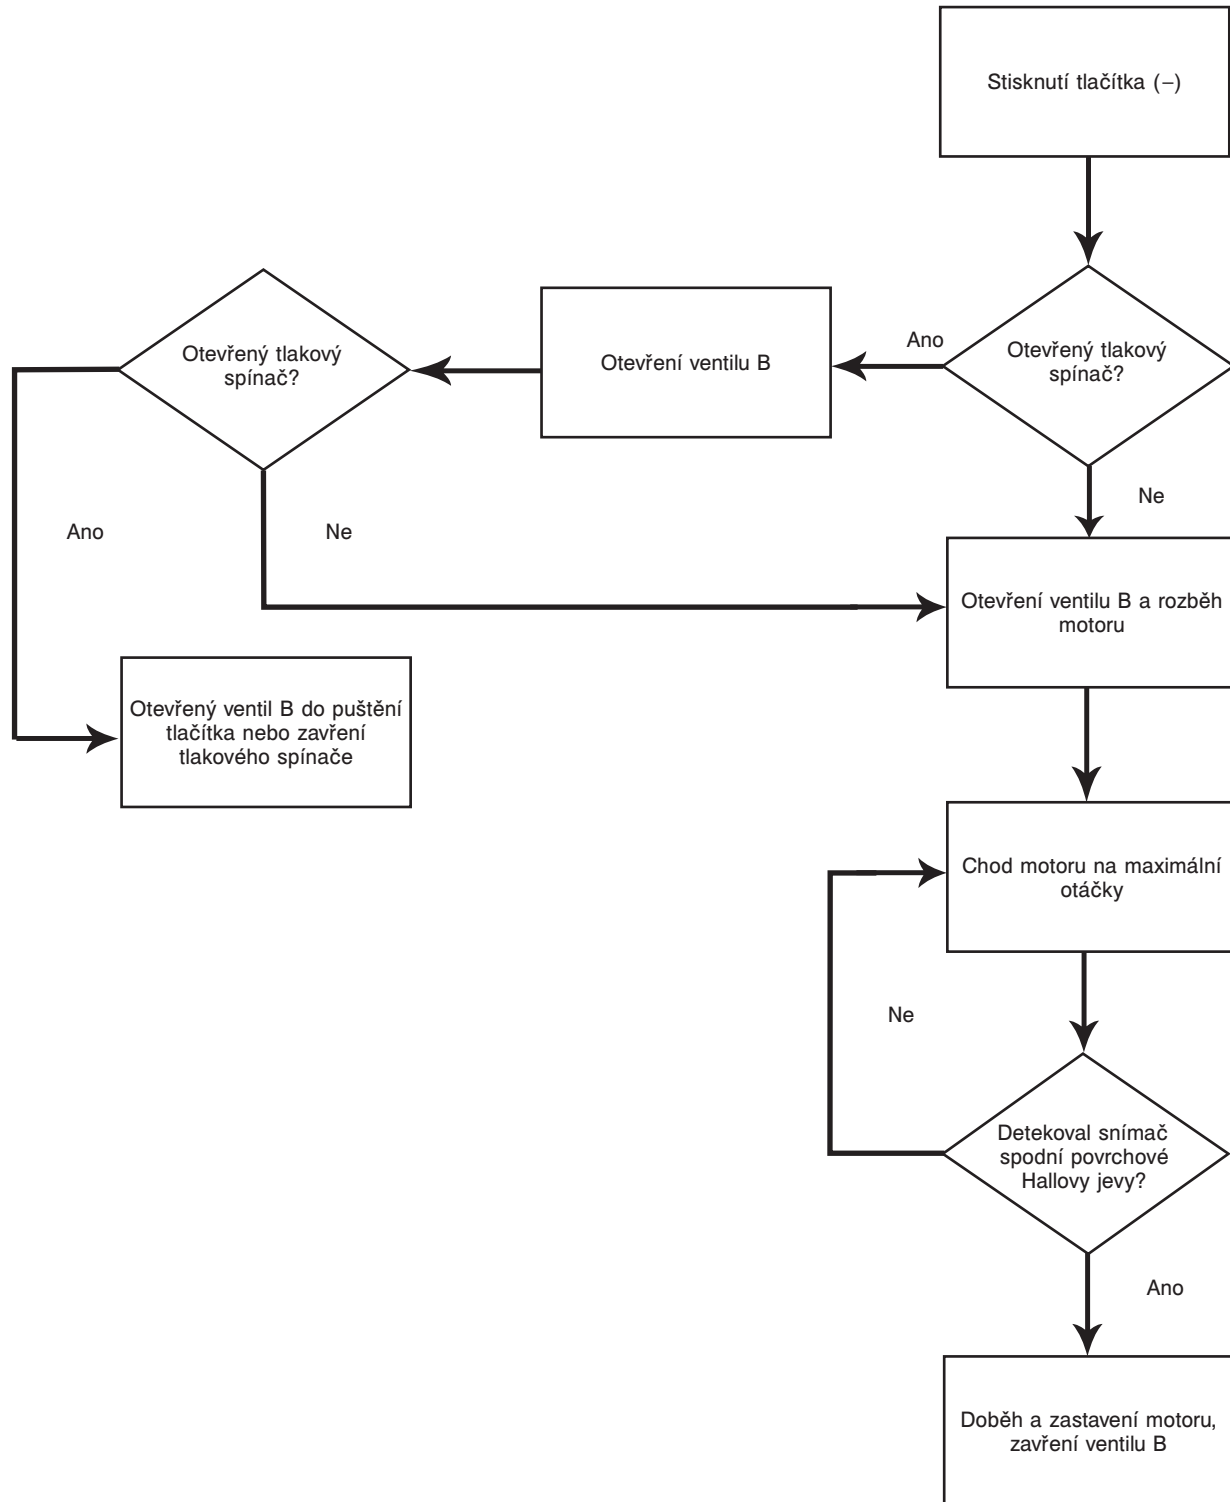 Stisknutí tlačítka (–)
Ano
Otevřený tlakový
spínač?
Otevření ventilu B
Otevřený tlakový
spínač?
Ne
Ano
Ne
Otevření ventilu B a rozběh
motoru
Otevřený ventil B do puštění
tlačítka nebo zavření
tlakového spínače
Chod motoru na maximální
otáčky
Ne
Detekoval snímač
spodní povrchové
Hallovy jevy?
Ano
Doběh a zastavení motoru,
zavření ventilu B